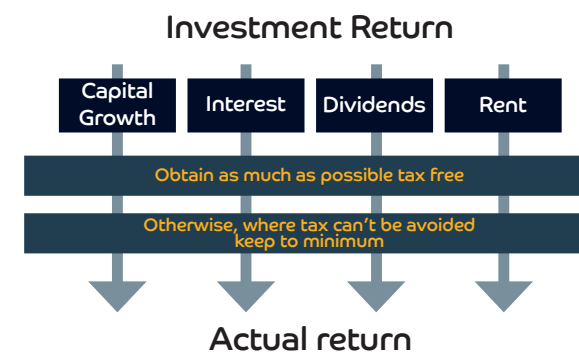 Investment Return
Capital
Growth
Interest
Dividends
Rent
Obtain as much as possible tax free
Otherwise, where tax can't be avoided
keep to minimum
Actual return